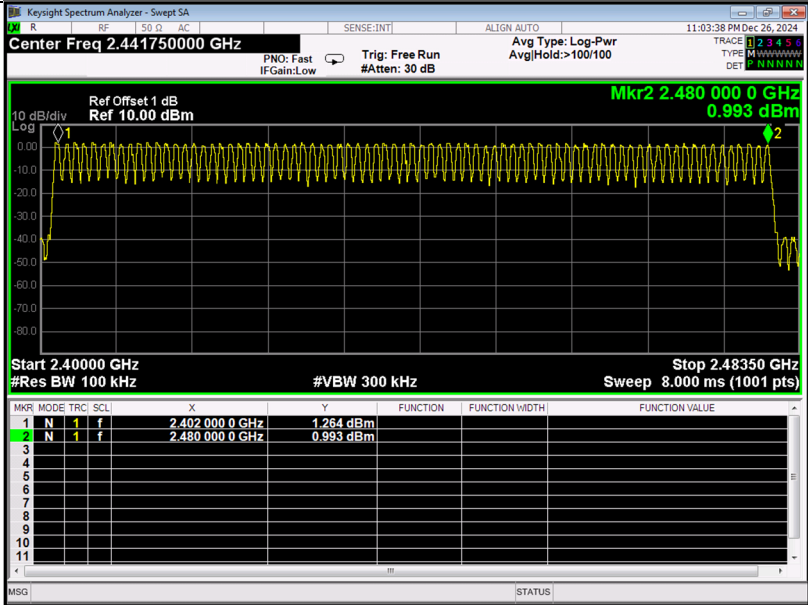 Keysight Spectrum Analyzer - Swept SA
LXI R RF 50 Ω AC SENSE:INT ALIGN AUTO 11:03:38 PM Dec 26, 2024
Center Freq 2.441750000 GHz
PNO: Fast
IFGain:Low
Trig: Free Run
#Atten: 30 dB
Avg Type: Log-Pwr
Avg|Hold:>100/100
TRACE 1 2 3 4 5 6
TYPE M W W W W W
DET P N N N N N
Mkr2 2.480 000 0 GHz
0.993 dBm
Ref Offset 1 dB
10 dB/div Ref 10.00 dBm
Log
1
2
0.00
-10.0
-20.0
-30.0
-40.0
-50.0
-60.0
-70.0
-80.0
Start 2.40000 GHz Stop 2.48350 GHz
#Res BW 100 kHz #VBW 300 kHz Sweep 8.000 ms (1001 pts)
MKR MODE TRC SCL X Y FUNCTION FUNCTION WIDTH FUNCTION VALUE
1 N 1 f 2.402 000 0 GHz 1.264 dBm
2 N 1 f 2.480 000 0 GHz 0.993 dBm
3
4
5
6
7
8
9
10
11
MSG STATUS